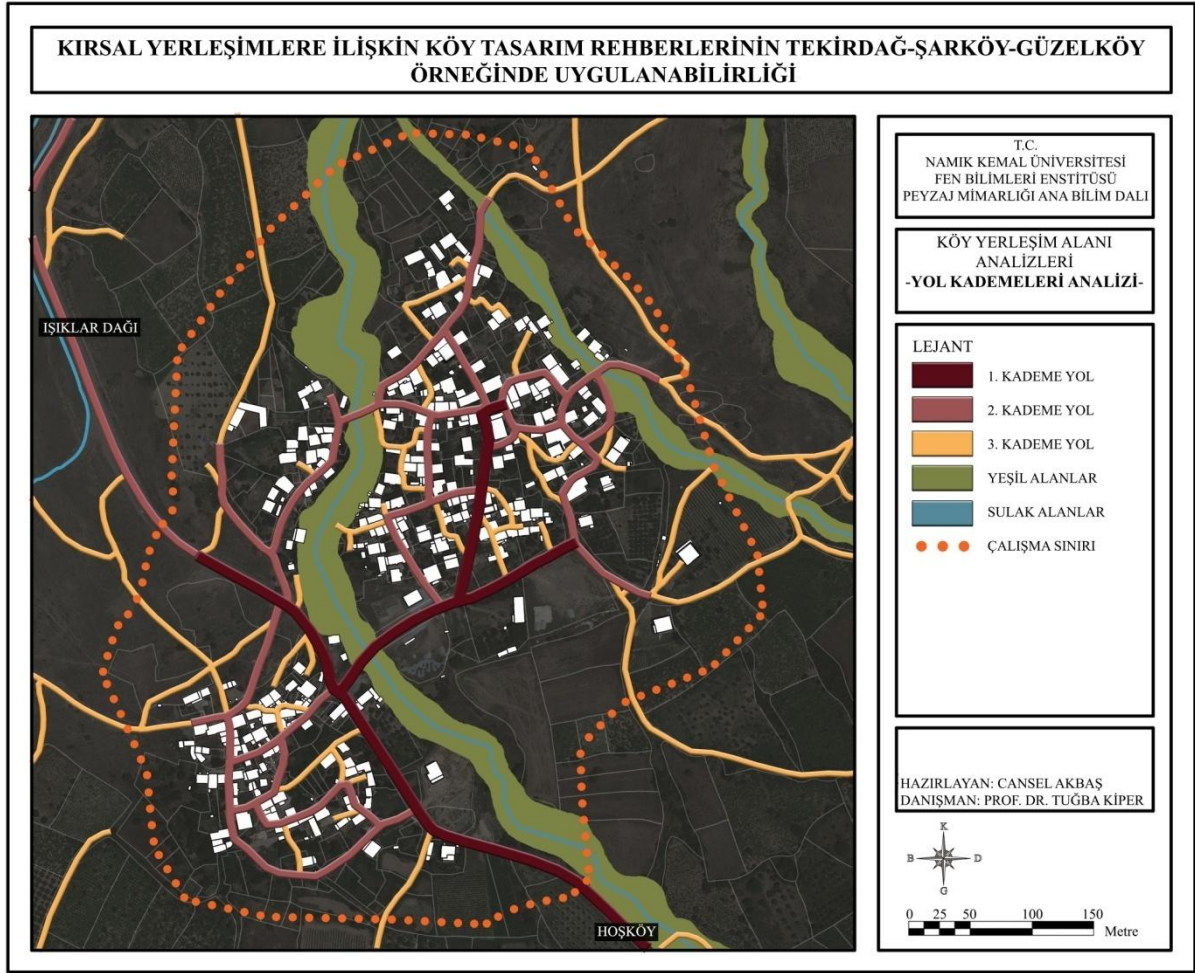 KIRSAL YERLEŞİMLERE İLİŞKİN KÖY TASARIM REHBERLERİNİN TEKİRDAĞ-ŞARKÖY-GÜZELKÖY
ÖRNEĞİNDE UYGULANABİLİRLİĞİ
IŞIKLAR DAĞI
HOŞKÖY
T.C.
NAMIK KEMAL ÜNİVERSİTESİ
FEN BİLİMLERİ ENSTİTÜSÜ
PEYZAJ MİMARLIĞI ANA BİLİM DALI
KÖY YERLEŞİM ALANI
ANALİZLERİ
-YOL KADEMELERİ ANALİZİ-
LEJANT
1. KADEME YOL
2. KADEME YOL
3. KADEME YOL
YEŞİL ALANLAR
SULAK ALANLAR
ÇALIŞMA SINIRI
HAZIRLAYAN: CANSEL AKBAŞ
DANIŞMAN: PROF. DR. TUĞBA KİPER
K
B D
G
0 25 50 100 150
Metre